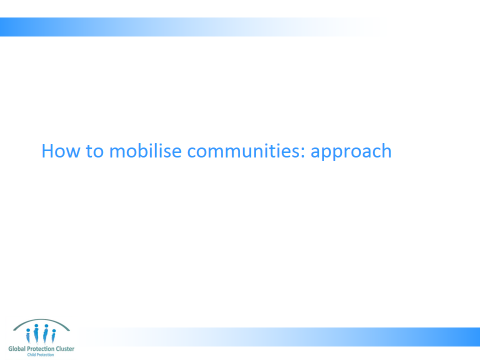 How to mobilise communities: approach
Global Protection Cluster
Child Protection